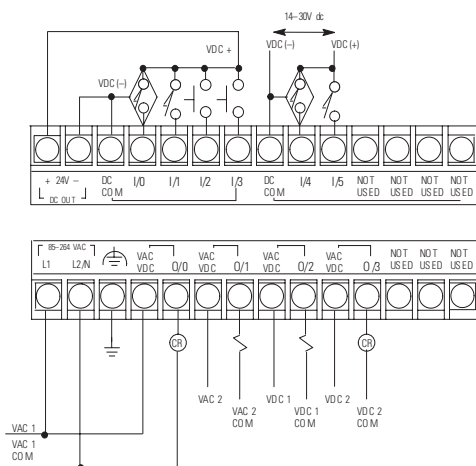 14–30V dc
VDC + VDC (–) VDC (+)
VDC (–)
+ 24V – DC COM I/0 I/1 I/2 I/3 DC COM I/4 I/5 NOT USED NOT USED NOT USED NOT USED
DC OUT
85–264 VAC
L1 L2/N VAC VDC O/0 VAC VDC O/1 VAC VDC O/2 VAC VDC O/3 NOT USED NOT USED NOT USED
CR CR
VAC 2 VDC 1 VDC 2
VAC 2 COM VDC 1 COM VDC 2 COM
VAC 1
VAC 1 COM